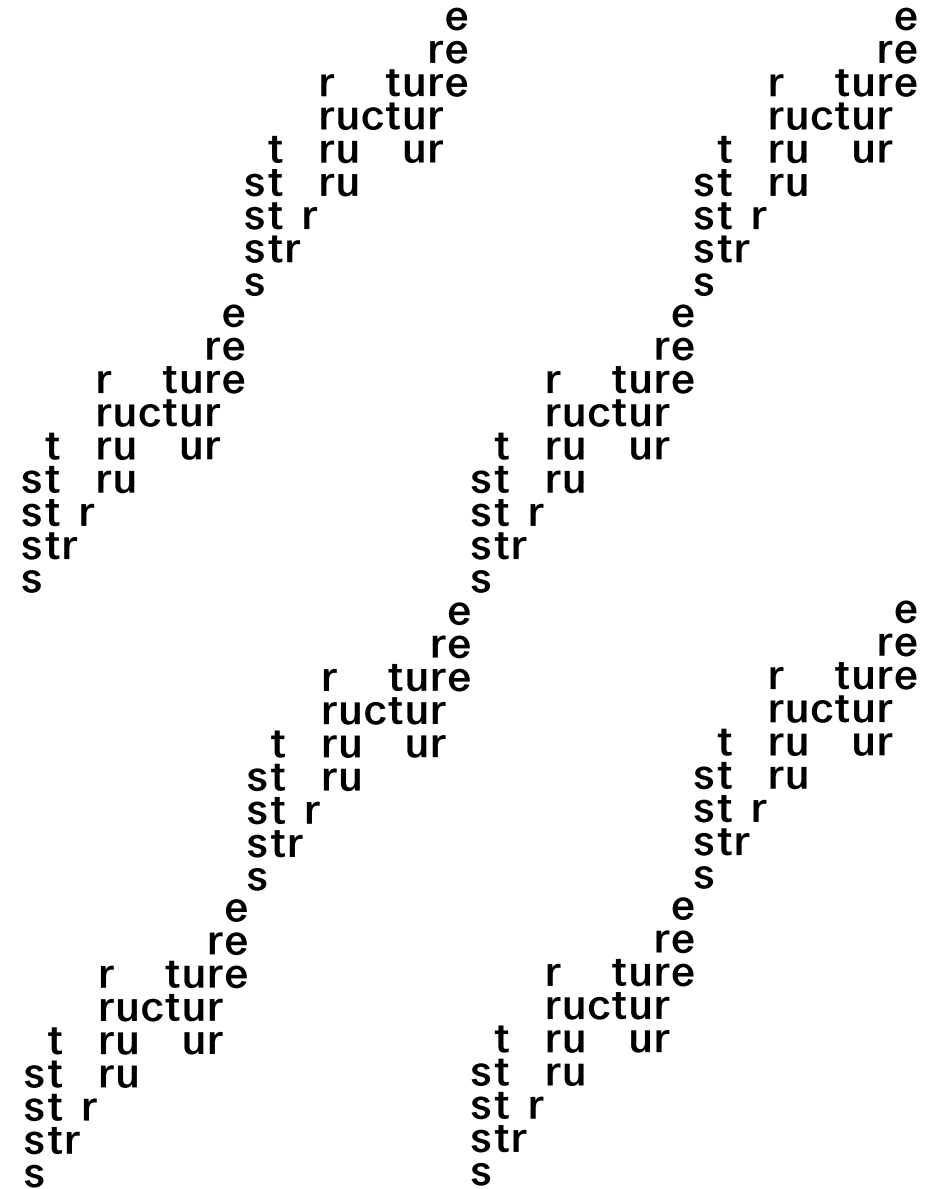 e e
re re
r ture r ture
ructur ructur
t ru ur t ru ur
st ru st ru
st r st r
str str
s s
e e
re re
r ture r ture
ructur ructur
t ru ur t ru ur
st ru st ru
st r st r
str str
s s
e e
re re
r ture r ture
ructur ructur
t ru ur t ru ur
st ru st ru
st r st r
str str
s s
e e
re re
r ture r ture
ructur ructur
t ru ur t ru ur
st ru st ru
st r st r
str str
s s